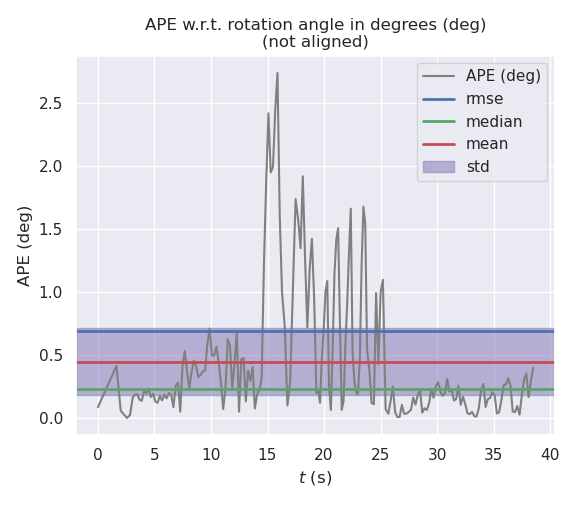 APE w.r.t. rotation angle in degrees (deg)
(not aligned)
APE (deg)
rmse
median
mean
std
APE (deg)
2.5
2.0
1.5
1.0
0.5
0.0
0 5 10 15 20 25 30 35 40
t (s)